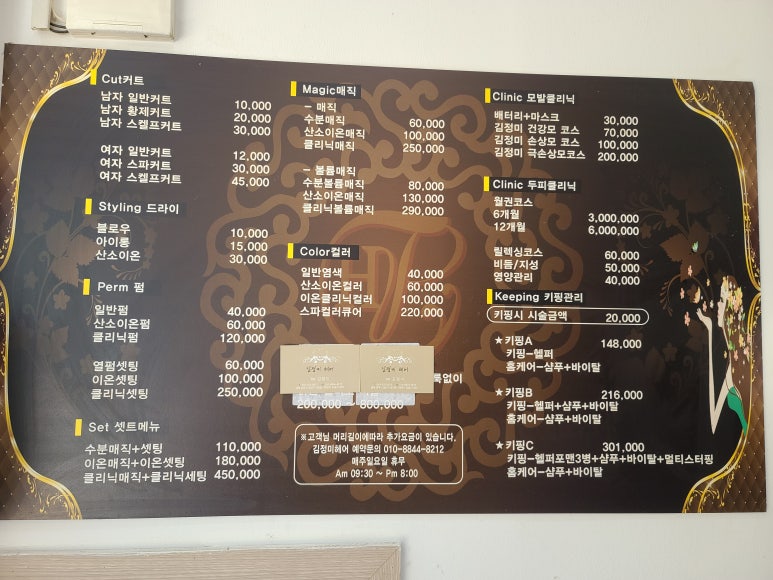 Cut커트
남자 일반커트 10,000
남자 황제커트 20,000
남자 스켈프커트 30,000
여자 일반커트 12,000
여자 스파커트 30,000
여자 스켈프커트 45,000
Styling 드라이
블로우 10,000
아이롱 15,000
산소이온 30,000
Perm 펌
일반펌 40,000
산소이온펌 60,000
클리닉펌 120,000
열펌셋팅 60,000
이온셋팅 100,000
클리닉셋팅 250,000
Set 셋트메뉴
수분매직+셋팅 110,000
이온매직+이온셋팅 180,000
클리닉매직+클리닉세팅 450,000
Magic매직
- 매직
수분매직 60,000
산소이온매직 100,000
클리닉매직 250,000
- 볼륨매직
수분볼륨매직 80,000
산소이온매직 130,000
클리닉볼륨매직 290,000
Color컬러
일반염색 40,000
산소이온컬러 60,000
이온클리닉컬러 100,000
스파컬러큐어 220,000
김정미 헤어
김정미 헤어
룩없이
200,000 ~ 800,000
※고객님 머리길이에따라 추가요금이 있습니다.
김정미헤어 예약문의 010-8844-8212
매주일요일 휴무
Am 09:30 ~ Pm 8:00
Clinic 모발클리닉
배터리+마스크 30,000
김정미 건강모 코스 70,000
김정미 손상모 코스 100,000
김정미 극손상모코스 200,000
Clinic 두피클리닉
월권코스
6개월 3,000,000
12개월 6,000,000
릴렉싱코스 60,000
비듬/지성 50,000
영양관리 40,000
Keeping 키핑관리
키핑시 시술금액 20,000
★키핑A 148,000
키핑-헬퍼
홈케어-샴푸+바이탈
★키핑B 216,000
키핑-헬퍼+샴푸+바이탈
홈케어-샴푸+바이탈
★키핑C 301,000
키핑-헬퍼포맨3병+샴푸+바이탈+멀티스터핑
홈케어-샴푸+바이탈